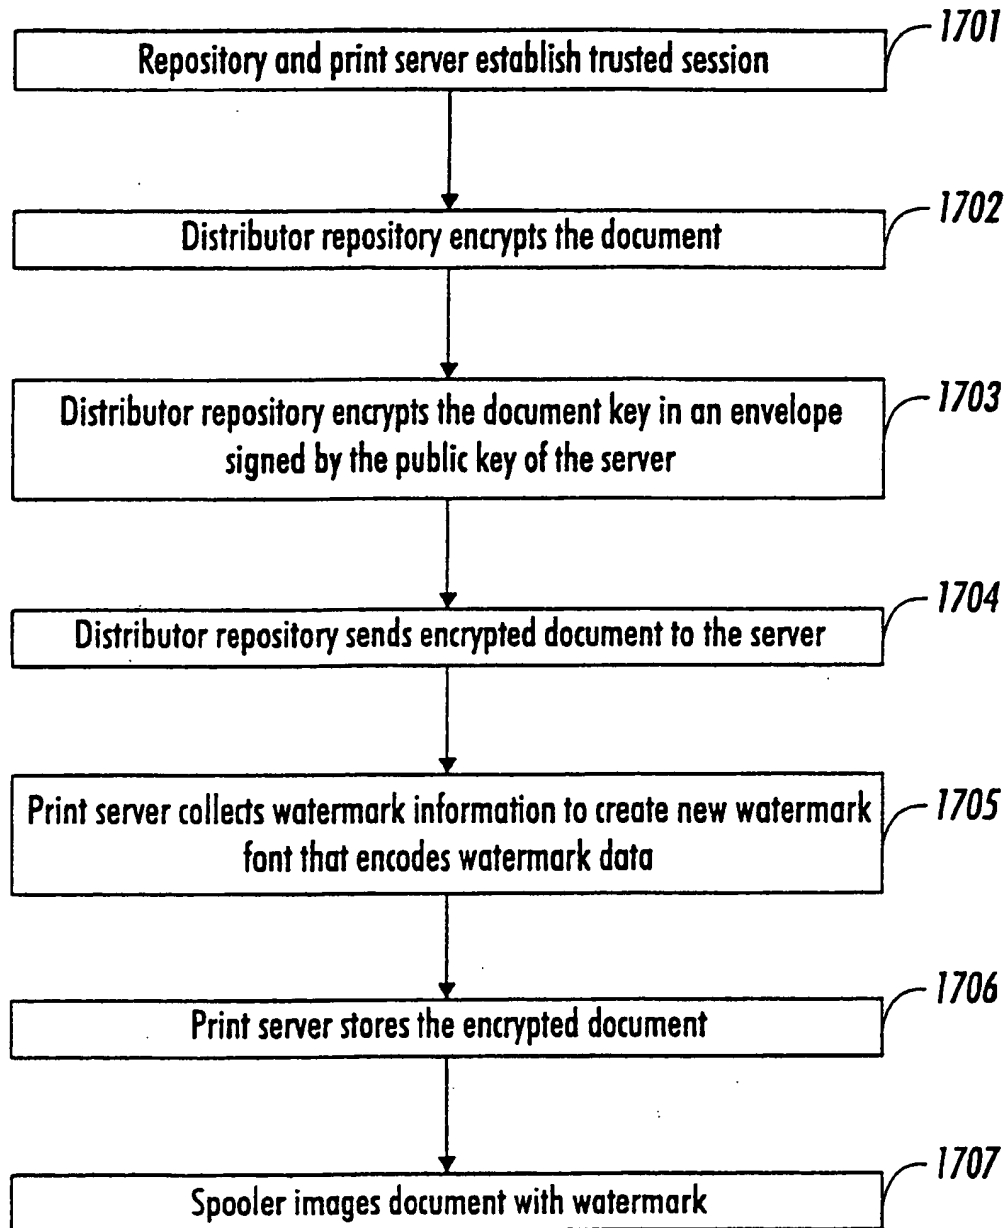 1701
Repository and print server establish trusted session
1702
Distributor repository encrypts the document
1703
Distributor repository encrypts the document key in an envelope
signed by the public key of the server
1704
Distributor repository sends encrypted document to the server
1705
Print server collects watermark information to create new watermark
font that encodes watermark data
1706
Print server stores the encrypted document
1707
Spooler images document with watermark